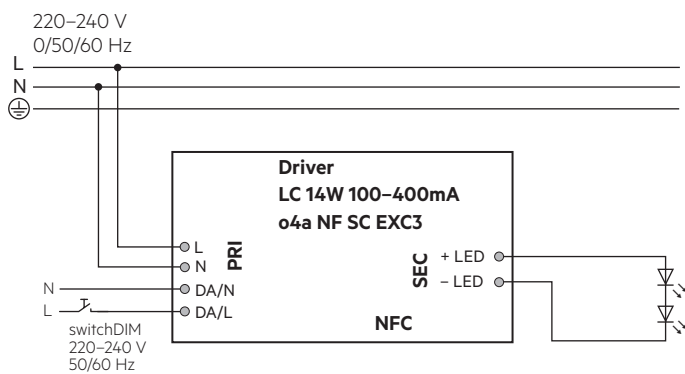 220–240 V
0/50/60 Hz
L
N
Driver
LC 14W 100–400mA
o4a NF SC EXC3
L
N
PRI
DA/N
DA/L
SEC
+ LED
– LED
NFC
N
L
switchDIM
220–240 V
50/60 Hz